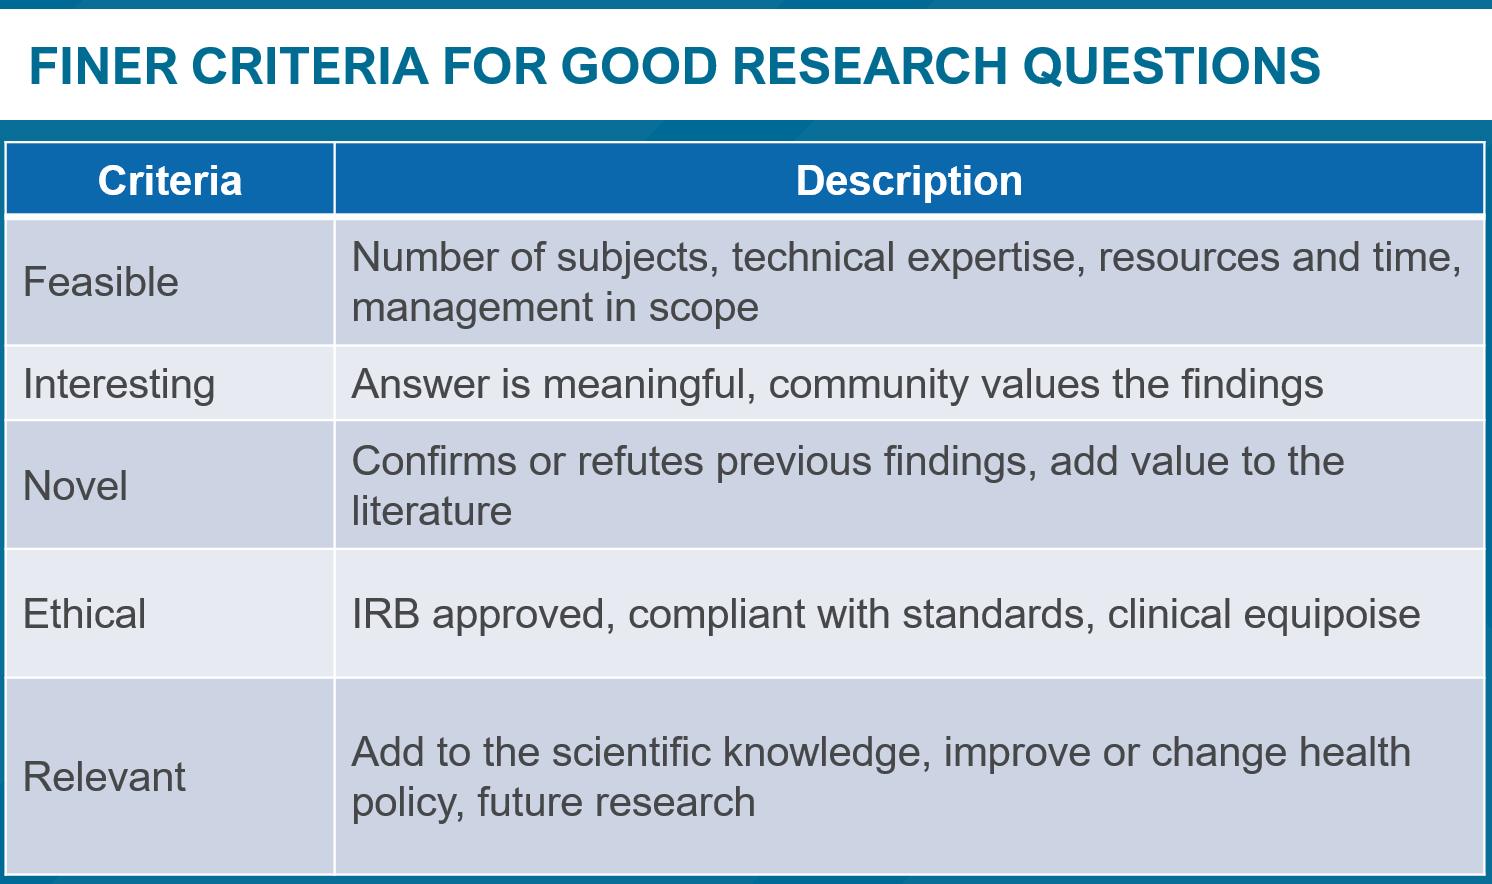 FINER CRITERIA FOR GOOD RESEARCH QUESTIONS
Criteria
Description
Feasible
Number of subjects, technical expertise, resources and time,
management in scope
Interesting
Answer is meaningful, community values the findings
Novel
Confirms or refutes previous findings, add value to the
literature
Ethical
IRB approved, compliant with standards, clinical equipoise
Relevant
Add to the scientific knowledge, improve or change health
policy, future research